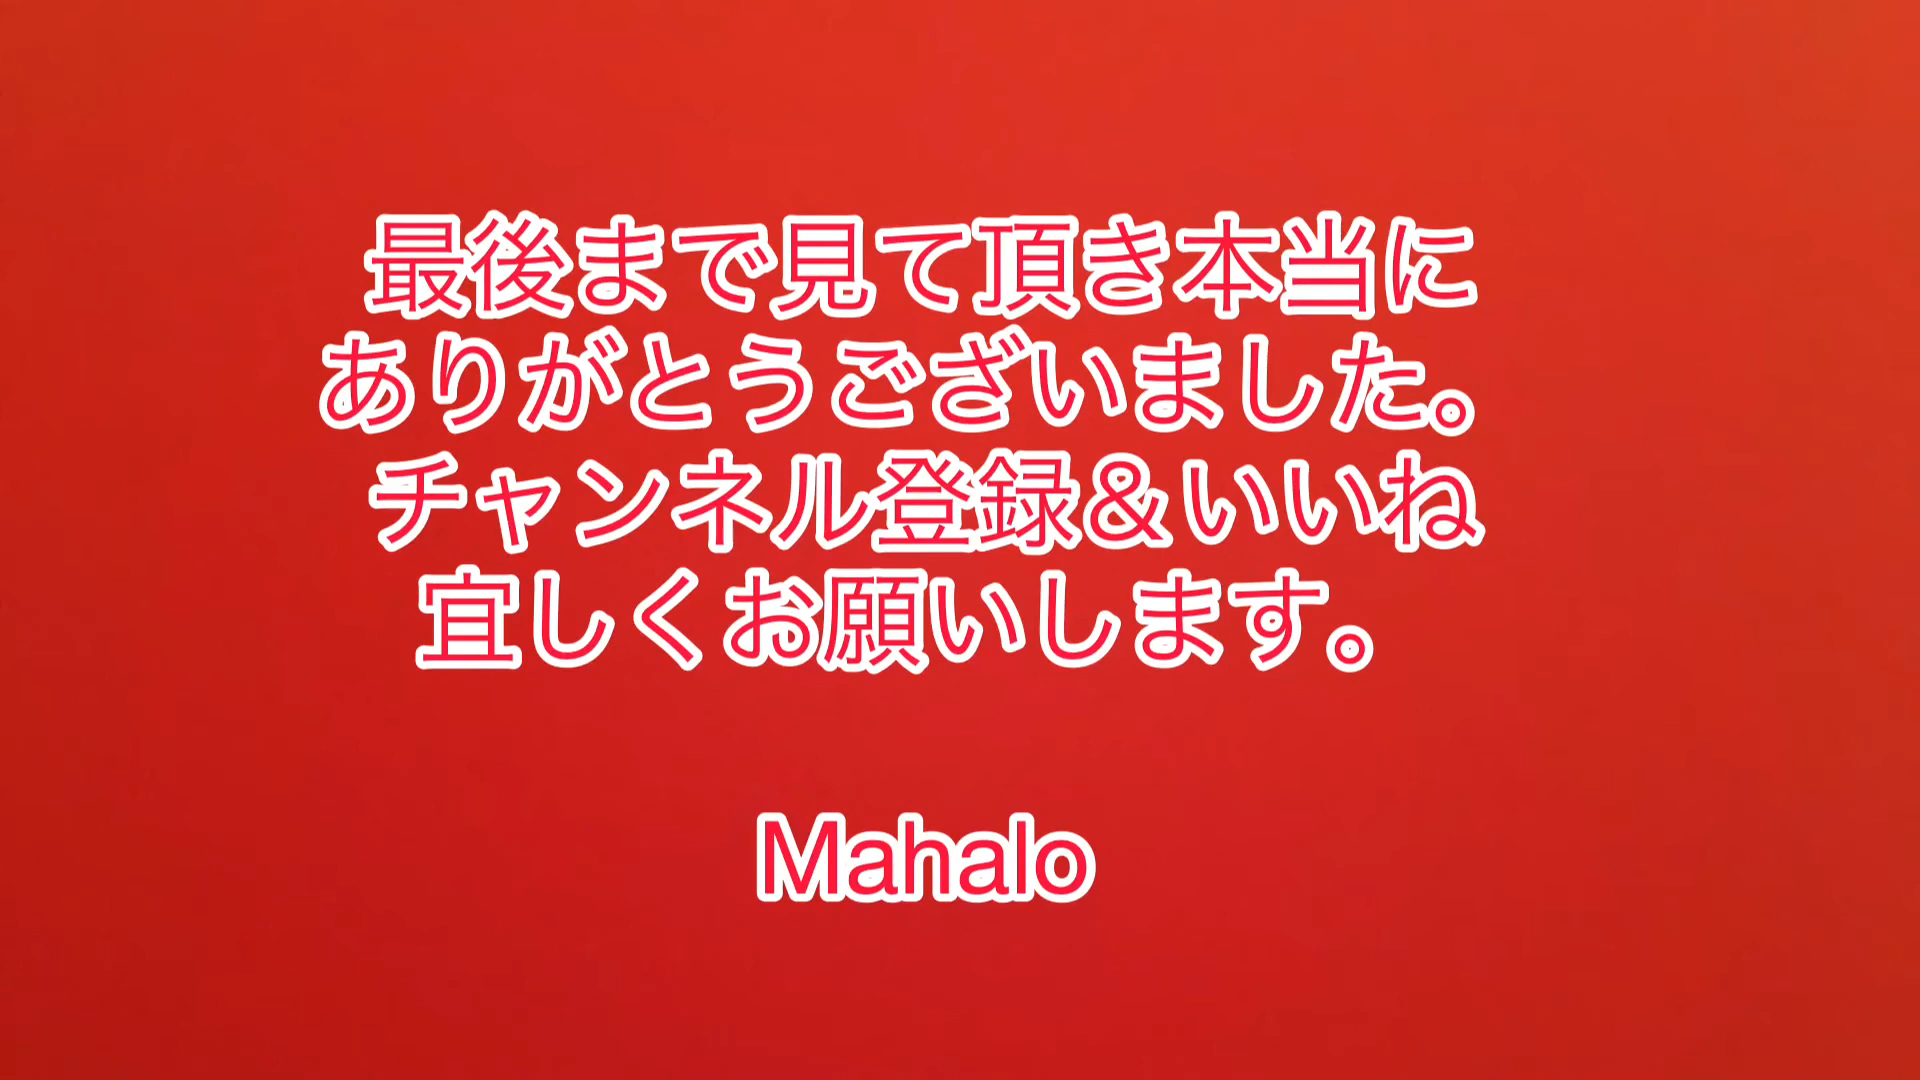 最後まで見て頂き本当に
ありがとうございました。
チャンネル登録＆いいね
宜しくお願いします。
Mahalo